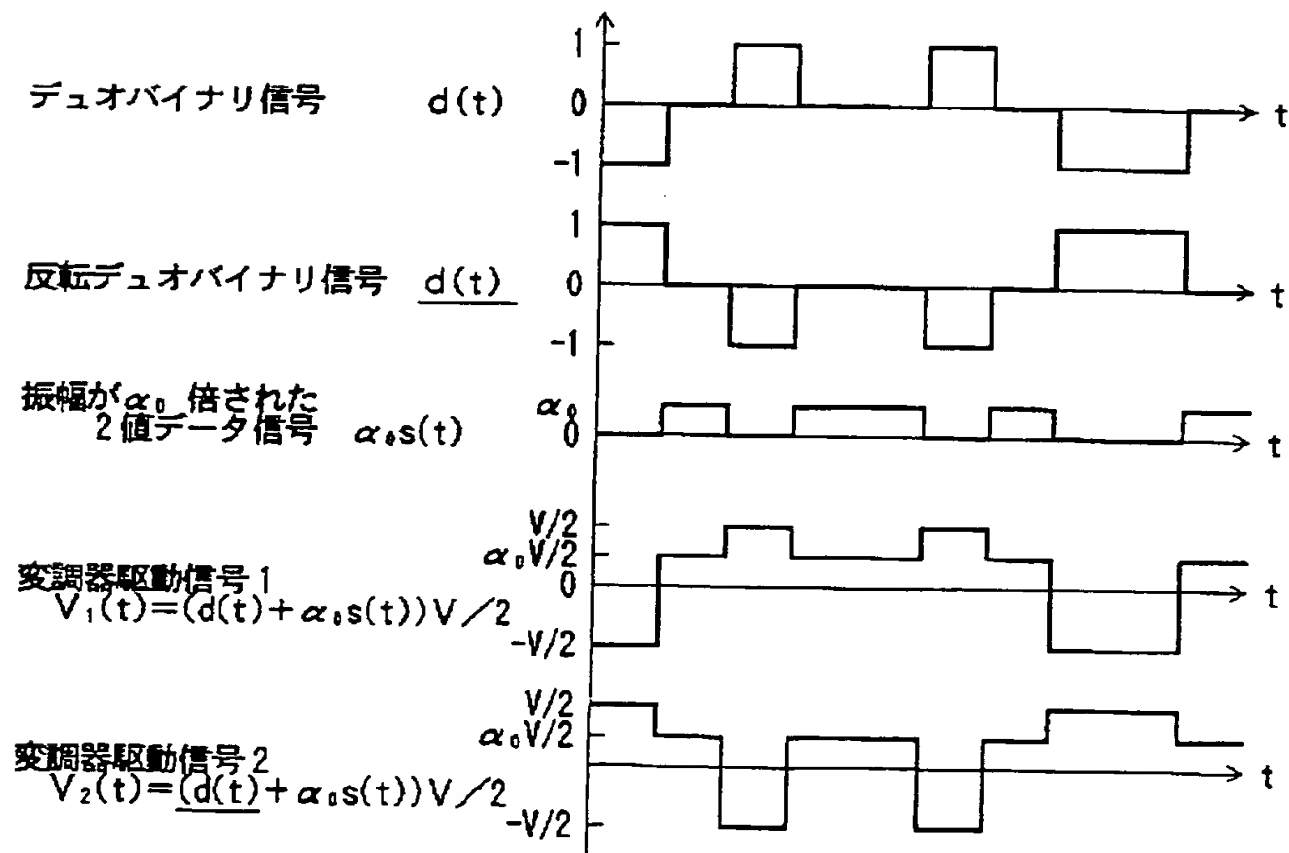 1
デュオバイナリ信号 d(t) 0 t
-1
1
反転デュオバイナリ信号 d(t) 0 t
-1
振幅がα₀倍された α₀
2値データ信号 α₀s(t) 0 t
V/2
α₀V/2
変調器駆動信号1 0 t
V₁(t)=(d(t)+α₀s(t))V/2
-V/2
V/2
α₀V/2
変調器駆動信号2 t
V₂(t)=(d(t)+α₀s(t))V/2
-V/2